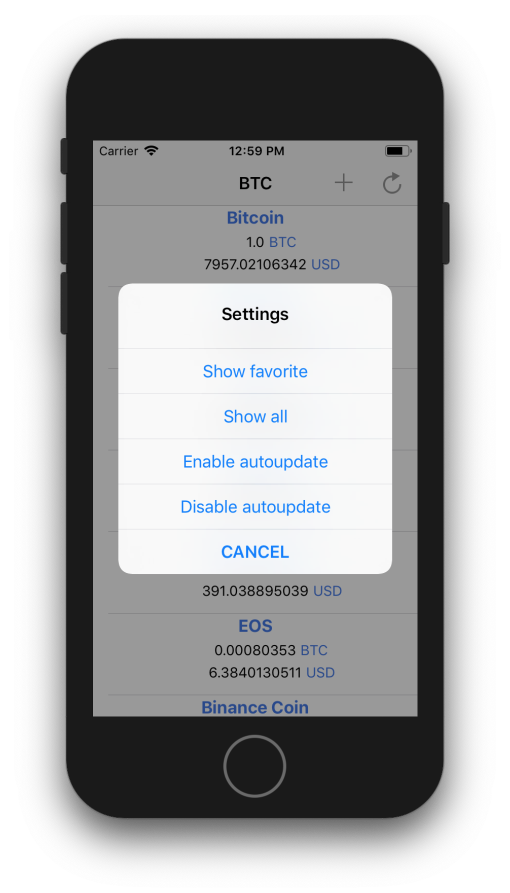 Carrier 12:59 PM
BTC
Bitcoin
1.0 BTC
7957.02106342 USD
Settings
Show favorite
Show all
Enable autoupdate
Disable autoupdate
CANCEL
391.038895039 USD
EOS
0.00080353 BTC
6.3840130511 USD
Binance Coin